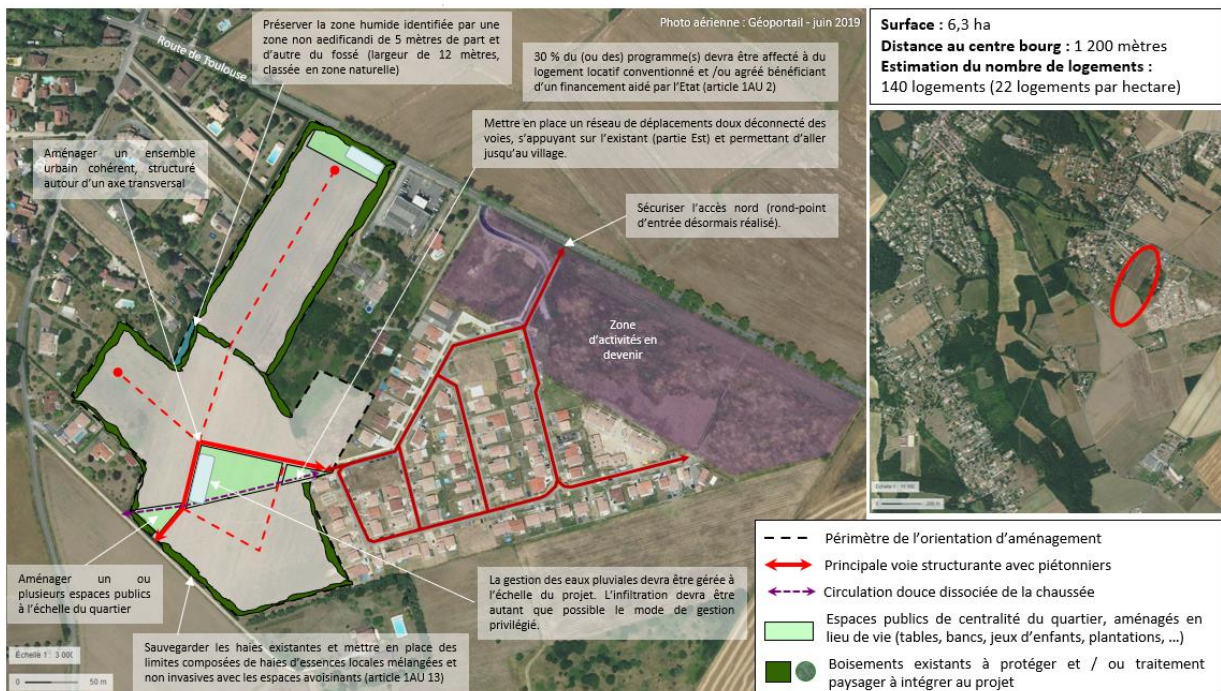 Photo aérienne : Géoportail - juin 2019
Route de Toulouse
Préserver la zone humide identifiée par une
zone non aedificandi de 5 mètres de part et
d'autre du fossé (largeur de 12 mètres,
classée en zone naturelle)
30 % du (ou des) programme(s) devra être affecté à du
logement locatif conventionné et /ou agréé bénéficiant
d'un financement aidé par l'Etat (article 1AU 2)
Mettre en place un réseau de déplacements doux déconnecté des
voies, s'appuyant sur l'existant (partie Est) et permettant d'aller
jusqu'au village.
Aménager un ensemble
urbain cohérent, structuré
autour d'un axe transversal
Sécuriser l'accès nord (rond-point
d'entrée désormais réalisé).
Zone
d'activités en
devenir
Aménager un ou
plusieurs espaces publics
à l'échelle du quartier
La gestion des eaux pluviales devra être gérée à
l'échelle du projet. L'infiltration devra être
autant que possible le mode de gestion
privilégié.
Sauvegarder les haies existantes et mettre en place des
limites composées de haies d'essences locales mélangées et
non invasives avec les espaces avoisinants (article 1AU 13)
Échelle 1 : 3 000
0 50 m
Surface : 6,3 ha
Distance au centre bourg : 1 200 mètres
Estimation du nombre de logements :
140 logements (22 logements par hectare)
0 200 m
Périmètre de l'orientation d'aménagement
Principale voie structurante avec piétonniers
Circulation douce dissociée de la chaussée
Espaces publics de centralité du quartier, aménagés en
lieu de vie (tables, bancs, jeux d'enfants, plantations, …)
Boisements existants à protéger et / ou traitement
paysager à intégrer au projet